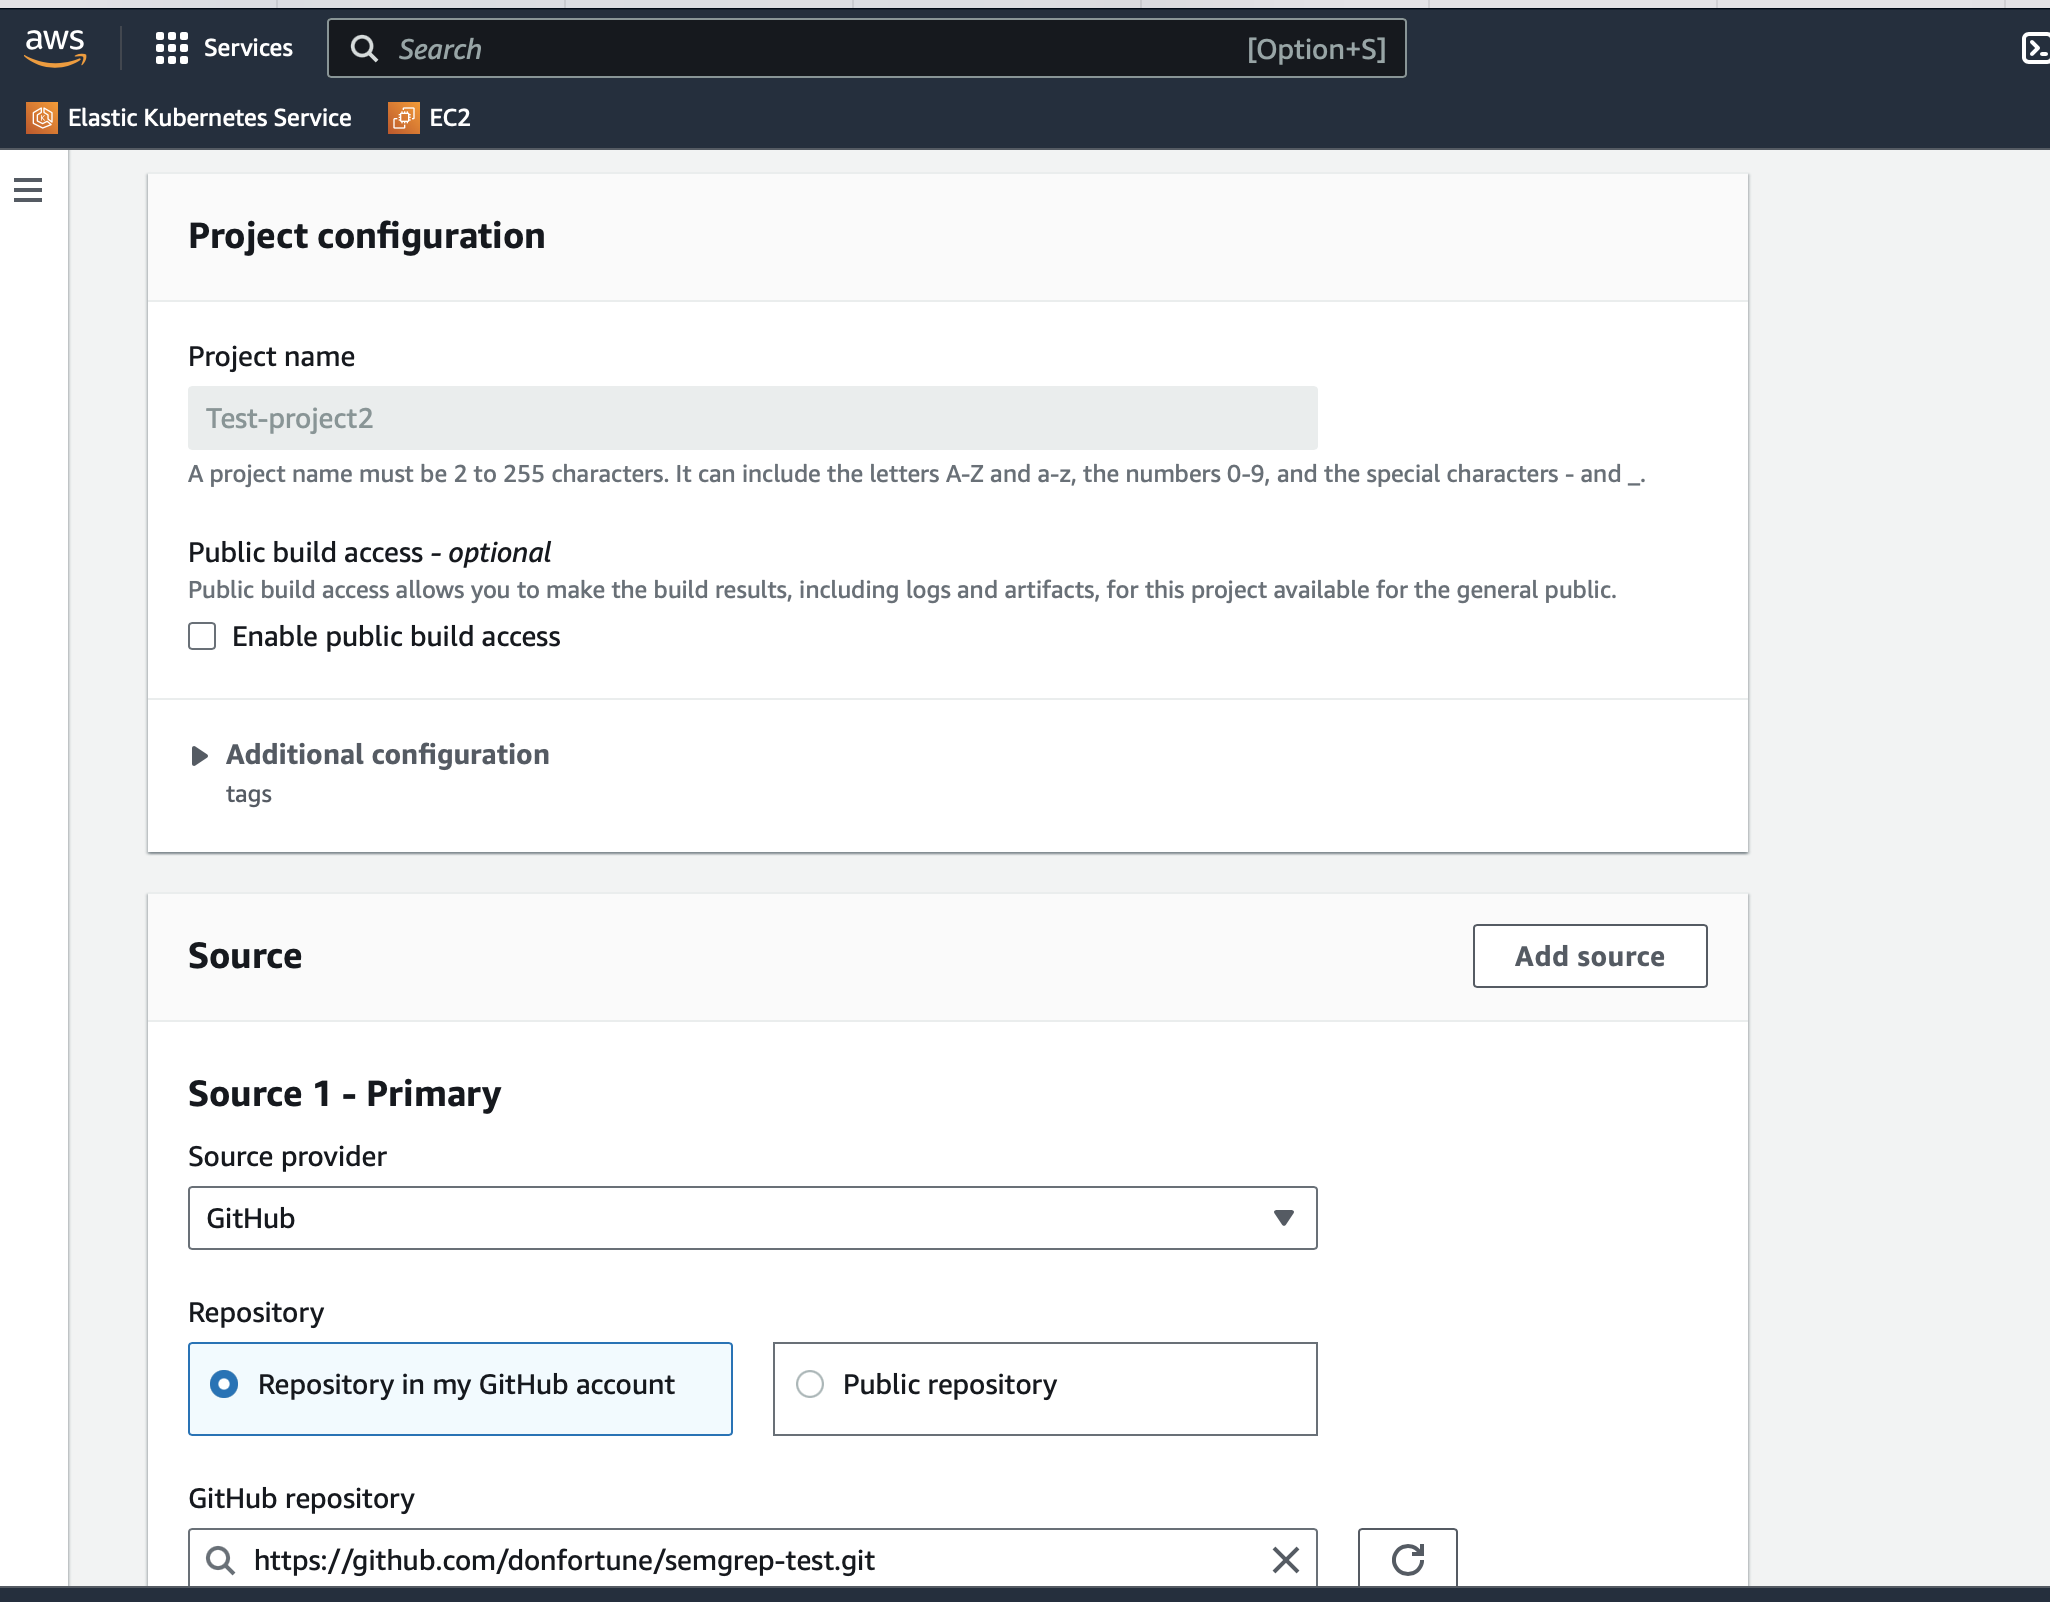 aws
Services
Search
[Option+S]
Elastic Kubernetes Service
EC2
Project configuration
Project name
Test-project2
A project name must be 2 to 255 characters. It can include the letters A-Z and a-z, the numbers 0-9, and the special characters - and _.
Public build access - optional
Public build access allows you to make the build results, including logs and artifacts, for this project available for the general public.
Enable public build access
Additional configuration
tags
Source
Add source
Source 1 - Primary
Source provider
GitHub
Repository
Repository in my GitHub account
Public repository
GitHub repository
https://github.com/donfortune/semgrep-test.git